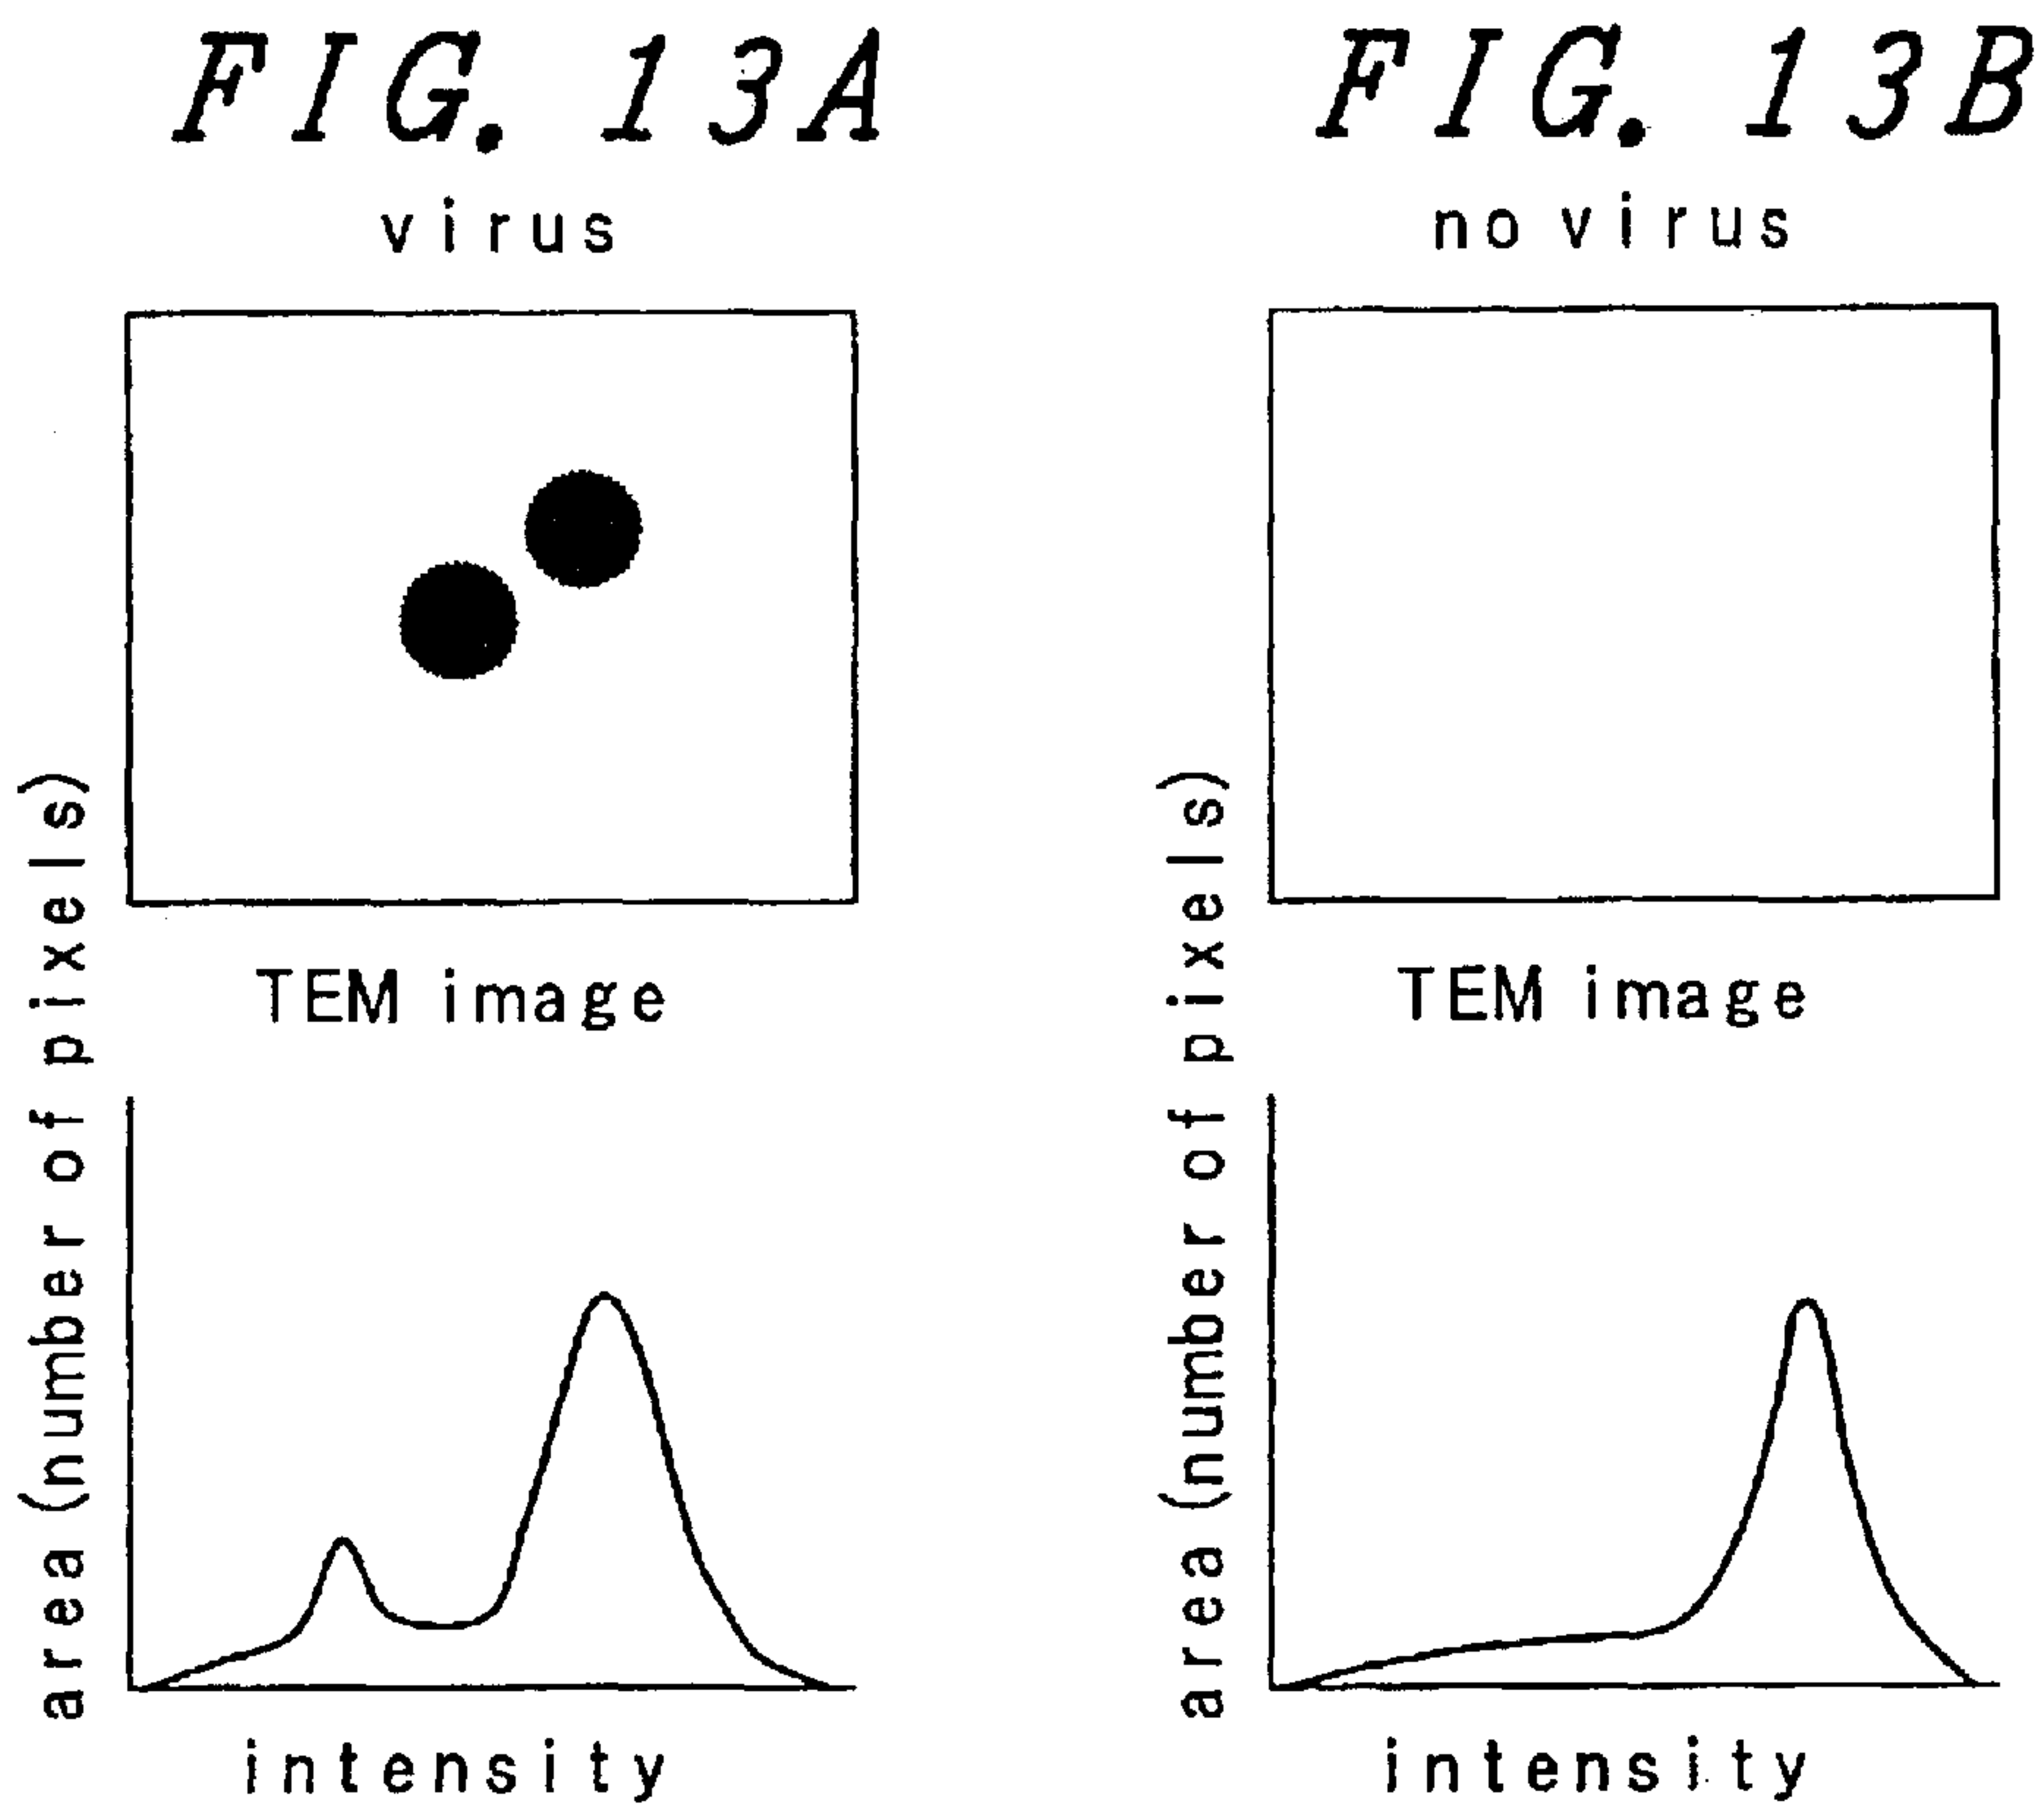 FIG. 13A
virus
TEM image
area (number of pixels)
intensity
FIG. 13B
no virus
TEM image
area (number of pixels)
intensity